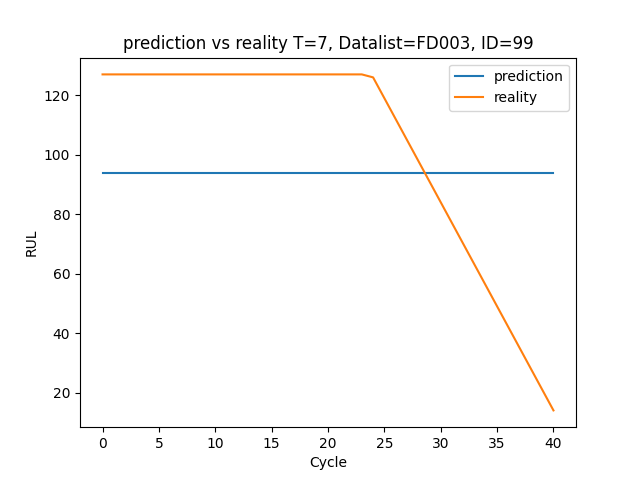 prediction vs reality T=7, Datalist=FD003, ID=99
prediction
reality
RUL
120
100
80
60
40
20
0 5 10 15 20 25 30 35 40
Cycle